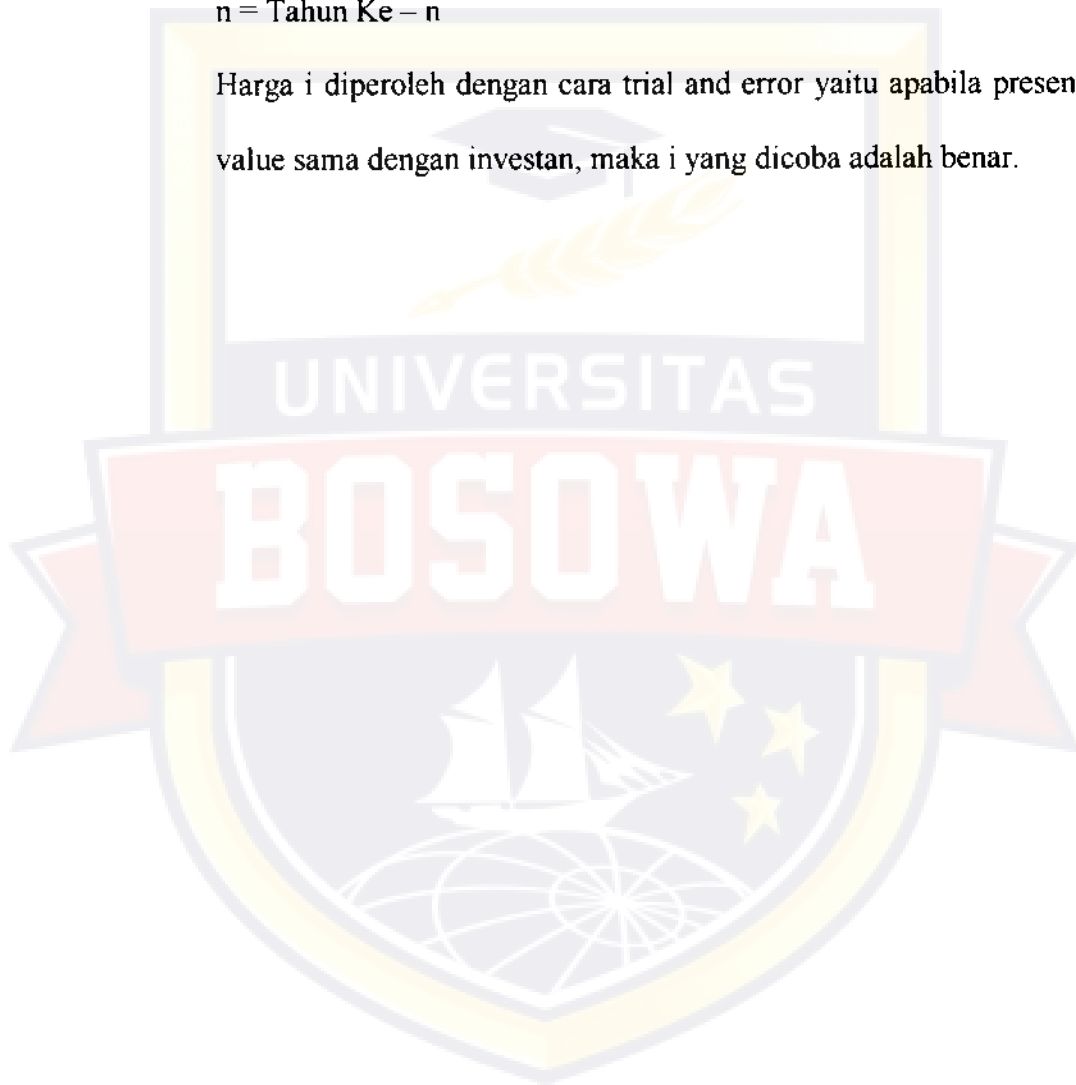 n = Tahun Ke – n
Harga i diperoleh dengan cara trial and error yaitu apabila presen
value sama dengan investan, maka i yang dicoba adalah benar.
UNIVERSITAS
BOSOWA